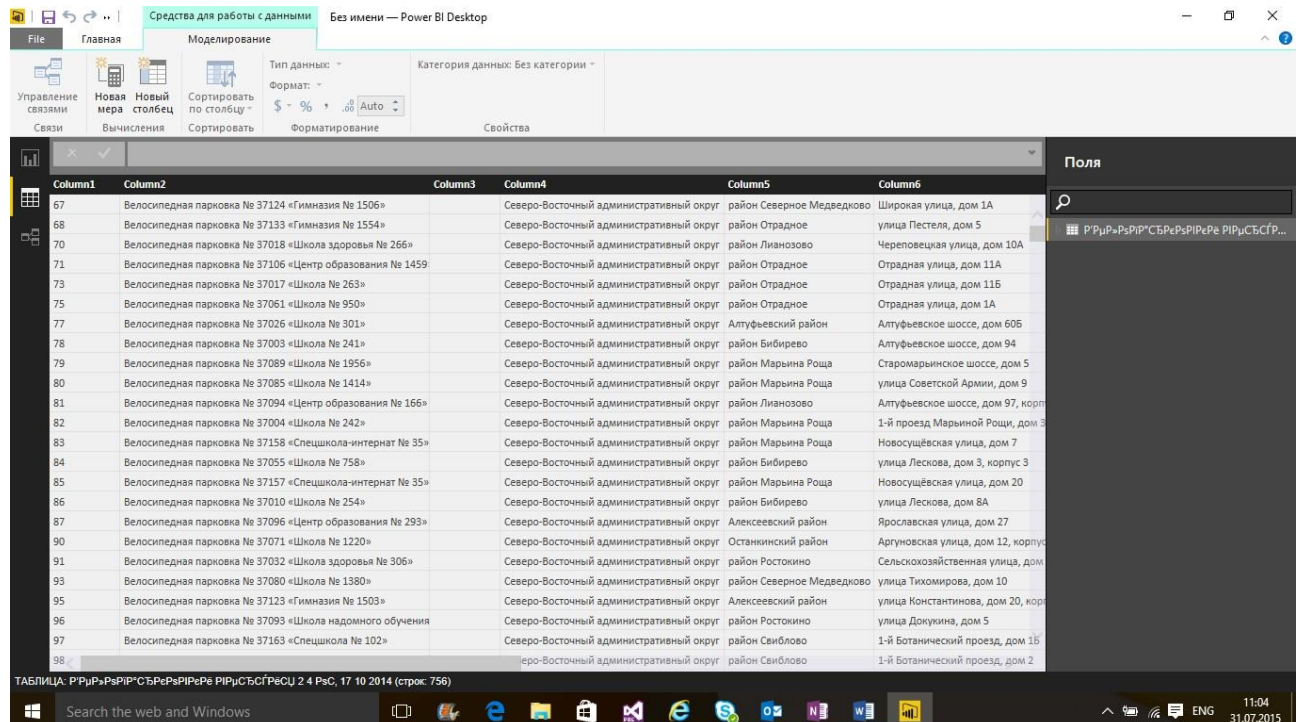 Средства для работы с данными
Без имени — Power BI Desktop
File
Главная
Моделирование
Управление связями
Новая мера
Новый столбец
Сортировать по столбцу
Тип данных:
Формат:
$ % , .00 Auto
Категория данных: Без категории
Связи
Вычисления
Сортировать
Форматирование
Свойства
Поля
Column1 Column2 Column3 Column4 Column5 Column6
67 Велосипедная парковка № 37124 «Гимназия № 1506» Северо-Восточный административный округ район Северное Медведково Широкая улица, дом 1А
68 Велосипедная парковка № 37133 «Гимназия № 1554» Северо-Восточный административный округ район Отрадное улица Пестеля, дом 5
70 Велосипедная парковка № 37018 «Школа здоровья № 266» Северо-Восточный административный округ район Лианозово Череповецкая улица, дом 10А
71 Велосипедная парковка № 37106 «Центр образования № 1459 Северо-Восточный административный округ район Отрадное Отрадная улица, дом 11А
73 Велосипедная парковка № 37017 «Школа № 263» Северо-Восточный административный округ район Отрадное Отрадная улица, дом 11Б
75 Велосипедная парковка № 37061 «Школа № 950» Северо-Восточный административный округ район Отрадное Отрадная улица, дом 1А
77 Велосипедная парковка № 37026 «Школа № 301» Северо-Восточный административный округ Алтуфьевский район Алтуфьевское шоссе, дом 60Б
78 Велосипедная парковка № 37003 «Школа № 241» Северо-Восточный административный округ район Бибирево Алтуфьевское шоссе, дом 94
79 Велосипедная парковка № 37089 «Школа № 1956» Северо-Восточный административный округ район Марьина Роща Старомарьинское шоссе, дом 5
80 Велосипедная парковка № 37085 «Школа № 1414» Северо-Восточный административный округ район Марьина Роща улица Советской Армии, дом 9
81 Велосипедная парковка № 37094 «Центр образования № 166» Северо-Восточный административный округ район Лианозово Алтуфьевское шоссе, дом 97, корп
82 Велосипедная парковка № 37004 «Школа № 242» Северо-Восточный административный округ район Марьина Роща 1-й проезд Марьиной Рощи, дом 3
83 Велосипедная парковка № 37158 «Спецшкола-интернат № 35» Северо-Восточный административный округ район Марьина Роща Новосущёвская улица, дом 7
84 Велосипедная парковка № 37055 «Школа № 758» Северо-Восточный административный округ район Бибирево улица Лескова, дом 3, корпус 3
85 Велосипедная парковка № 37157 «Спецшкола-интернат № 35» Северо-Восточный административный округ район Марьина Роща Новосущёвская улица, дом 20
86 Велосипедная парковка № 37010 «Школа № 254» Северо-Восточный административный округ район Бибирево улица Лескова, дом 8А
87 Велосипедная парковка № 37096 «Центр образования № 293» Северо-Восточный административный округ Алексеевский район Ярославская улица, дом 27
90 Велосипедная парковка № 37071 «Школа № 1220» Северо-Восточный административный округ Останкинский район Аргуновская улица, дом 12, корпус
91 Велосипедная парковка № 37032 «Школа здоровья № 306» Северо-Восточный административный округ район Ростокино Сельскохозяйственная улица, дом
93 Велосипедная парковка № 37080 «Школа № 1380» Северо-Восточный административный округ район Северное Медведково улица Тихомирова, дом 10
95 Велосипедная парковка № 37123 «Гимназия № 1503» Северо-Восточный административный округ Алексеевский район улица Константинова, дом 20, кор
96 Велосипедная парковка № 37093 «Школа надомного обучения Северо-Восточный административный округ район Ростокино улица Докукина, дом 5
97 Велосипедная парковка № 37163 «Спецшкола № 102» Северо-Восточный административный округ район Свиблово 1-й Ботанический проезд, дом 1Б
98 еро-Восточный административный округ район Свиблово 1-й Ботанический проезд, дом 2
ТАБЛИЦА: 2 4 17 10 2014 (строк: 756)
Search the web and Windows
ENG
11:04
31.07.2015